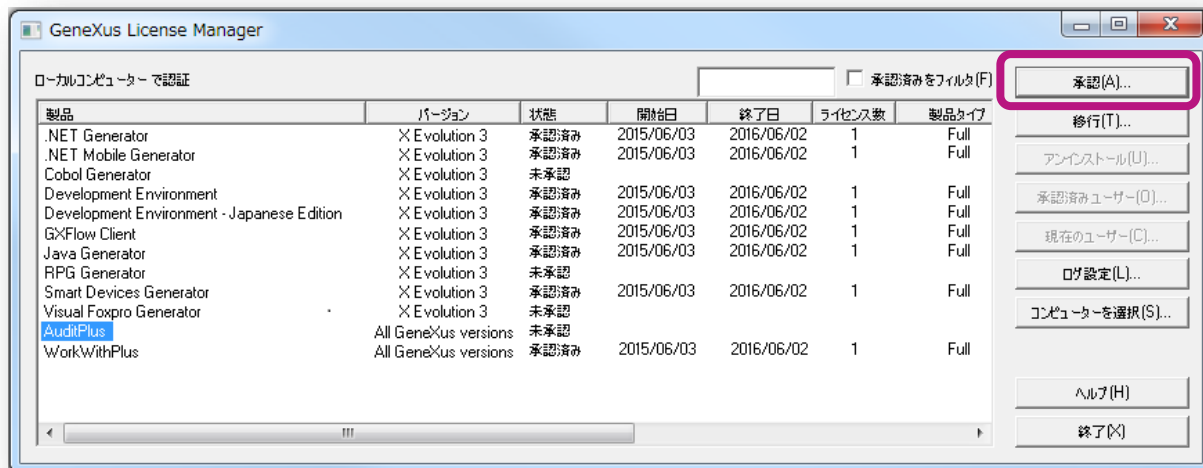 GeneXus License Manager
ローカルコンピューター で認証
承認済みをフィルタ(F)
承認(A)...
製品 バージョン 状態 開始日 終了日 ライセンス数 製品タイプ
.NET Generator X Evolution 3 承認済み 2015/06/03 2016/06/02 1 Full
.NET Mobile Generator X Evolution 3 承認済み 2015/06/03 2016/06/02 1 Full
Cobol Generator X Evolution 3 未承認
Development Environment X Evolution 3 承認済み 2015/06/03 2016/06/02 1 Full
Development Environment - Japanese Edition X Evolution 3 承認済み 2015/06/03 2016/06/02 1 Full
GXFlow Client X Evolution 3 承認済み 2015/06/03 2016/06/02 1 Full
Java Generator X Evolution 3 承認済み 2015/06/03 2016/06/02 1 Full
RPG Generator X Evolution 3 未承認
Smart Devices Generator X Evolution 3 承認済み 2015/06/03 2016/06/02 1 Full
Visual Foxpro Generator X Evolution 3 未承認
AuditPlus All GeneXus versions 未承認
WorkWithPlus All GeneXus versions 承認済み 2015/06/03 2016/06/02 1 Full
移行(T)...
アンインストール(U)...
承認済みユーザー(O)...
現在のユーザー(C)...
ログ設定(L)...
コンピューターを選択(S)...
ヘルプ(H)
終了(X)